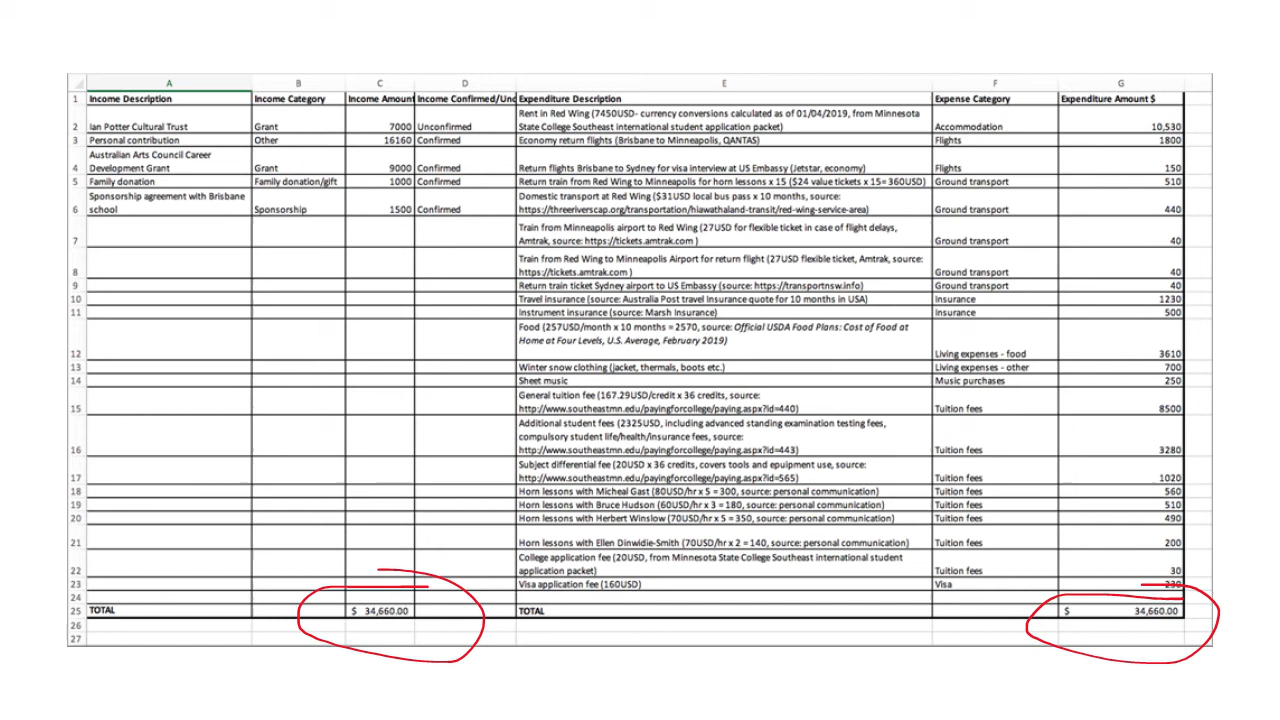 A B C D E F G
1 Income Description Income Category Income Amount Income Confirmed/Unc Expenditure Description Expense Category Expenditure Amount $
Rent in Red Wing (7450USD- currency conversions calculated as of 01/04/2019, from Minnesota
2 Ian Potter Cultural Trust Grant 7000 Unconfirmed State College Southeast international student application packet) Accommodation 10,530
3 Personal contribution Other 16160 Confirmed Economy return flights (Brisbane to Minneapolis, QANTAS) Flights 1800
Australian Arts Council Career
4 Development Grant Grant 9000 Confirmed Return flights Brisbane to Sydney for visa interview at US Embassy (Jetstar, economy) Flights 150
5 Family donation Family donation/gift 1000 Confirmed Return train from Red Wing to Minneapolis for horn lessons x 15 ($24 value tickets x 15= 360USD) Ground transport 510
Sponsorship agreement with Brisbane Domestic transport at Red Wing ($31USD local bus pass x 10 months, source:
6 school Sponsorship 1500 Confirmed https://threeriverscap.org/transportation/hiawathaland-transit/red-wing-service-area) Ground transport 440
Train from Minneapolis airport to Red Wing (27USD for flexible ticket in case of flight delays,
7 Amtrak, source: https://tickets.amtrak.com ) Ground transport 40
Train from Red Wing to Minneapolis Airport for return flight (27USD flexible ticket, Amtrak, source:
8 https://tickets.amtrak.com ) Ground transport 40
9 Return train ticket Sydney airport to US Embassy (source: https://transportnsw.info) Ground transport 40
10 Travel insurance (source: Australia Post travel Insurance quote for 10 months in USA) Insurance 1230
11 Instrument insurance (source: Marsh Insurance) Insurance 500
Food (257USD/month x 10 months = 2570, source: Official USDA Food Plans: Cost of Food at
Home at Four Levels, U.S. Average, February 2019)
12 Living expenses - food 3610
13 Winter snow clothing (jacket, thermals, boots etc.) Living expenses - other 700
14 Sheet music Music purchases 250
General tuition fee (167.29USD/credit x 36 credits, source:
15 http://www.southeastmn.edu/payingforcollege/paying.aspx?id=440) Tuition fees 8500
Additional student fees (2325USD, including advanced standing examination testing fees,
compulsory student life/health/insurance fees, source:
16 http://www.southeastmn.edu/payingforcollege/paying.aspx?id=443) Tuition fees 3280
Subject differential fee (20USD x 36 credits, covers tools and epuipment use, source:
17 http://www.southeastmn.edu/payingforcollege/paying.aspx?id=565) Tuition fees 1020
18 Horn lessons with Micheal Gast (80USD/hr x 5 = 300, source: personal communication) Tuition fees 560
19 Horn lessons with Bruce Hudson (60USD/hr x 3 = 180, source: personal communication) Tuition fees 510
20 Horn lessons with Herbert Winslow (70USD/hr x 5 = 350, source: personal communication) Tuition fees 490
21 Horn lessons with Ellen Dinwidie-Smith (70USD/hr x 2 = 140, source: personal communication) Tuition fees 200
College application fee (20USD, from Minnesota State College Southeast international student
22 application packet) Tuition fees 30
23 Visa application fee (160USD) Visa 230
24
25 TOTAL $ 34,660.00 TOTAL $ 34,660.00
26
27